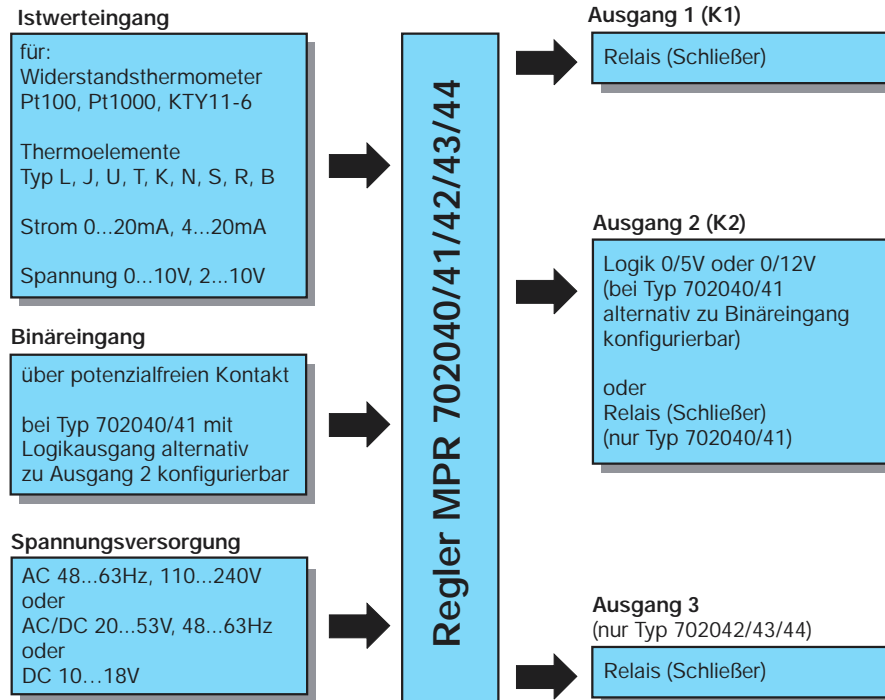 Istwerteingang
für:
Widerstandsthermometer
Pt100, Pt1000, KTY11-6
Thermoelemente
Typ L, J, U, T, K, N, S, R, B
Strom 0...20mA, 4...20mA
Spannung 0...10V, 2...10V
Binäreingang
über potenzialfreien Kontakt
bei Typ 702040/41 mit
Logikausgang alternativ
zu Ausgang 2 konfigurierbar
Spannungsversorgung
AC 48...63Hz, 110...240V
oder
AC/DC 20...53V, 48...63Hz
oder
DC 10...18V
Regler MPR 702040/41/42/43/44
Ausgang 1 (K1)
Relais (Schließer)
Ausgang 2 (K2)
Logik 0/5V oder 0/12V
(bei Typ 702040/41
alternativ zu Binäreingang
konfigurierbar)
oder
Relais (Schließer)
(nur Typ 702040/41)
Ausgang 3
(nur Typ 702042/43/44)
Relais (Schließer)